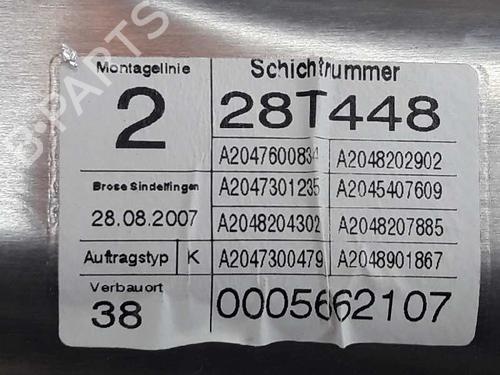 Montagelinie
Schichtnummer
2
28T448
A2047600834
A2048202902
Brose Sindelfingen
A2047301235
A2045407609
28.08.2007
A2048204302
A2048207885
Auftragstyp
K
A2047300479
A2048901867
Verbauort
38
0005662107
B-PARTS